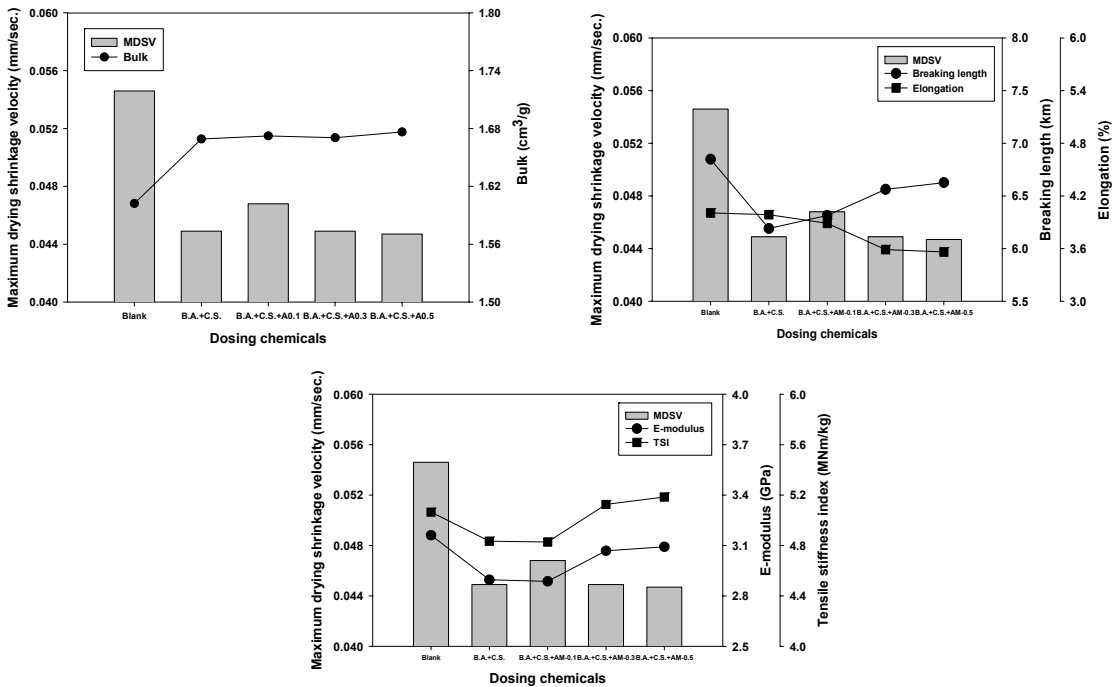 Maximum drying shrinkage velocity (mm/sec.)
0.060
0.056
0.052
0.048
0.044
0.040
MDSV
Bulk
1.80
1.74
1.68
1.62
1.56
1.50
Bulk (cm3/g)
Blank
B.A.+C.S.
B.A.+C.S.+A0.1
B.A.+C.S.+A0.3
B.A.+C.S.+A0.5
Dosing chemicals
Maximum drying shrinkage velocity (mm/sec.)
0.060
0.056
0.052
0.048
0.044
0.040
MDSV
Breaking length
Elongation
8.0
7.5
7.0
6.5
6.0
5.5
Breaking length (km)
6.0
5.4
4.8
4.2
3.6
3.0
Elongation (%)
Blank
B.A.+C.S.
B.A.+C.S.+AM-0.1
B.A.+C.S.+AM-0.3
B.A.+C.S.+AM-0.5
Dosing chemicals
Maximum drying shrinkage velocity (mm/sec.)
0.060
0.056
0.052
0.048
0.044
0.040
MDSV
E-modulus
TSI
4.0
3.7
3.4
3.1
2.8
2.5
E-modulus (GPa)
6.0
5.6
5.2
4.8
4.4
4.0
Tensile stiffness index (MNm/kg)
Blank
B.A.+C.S.
B.A.+C.S.+AM-0.1
B.A.+C.S.+AM-0.3
B.A.+C.S.+AM-0.5
Dosing chemicals